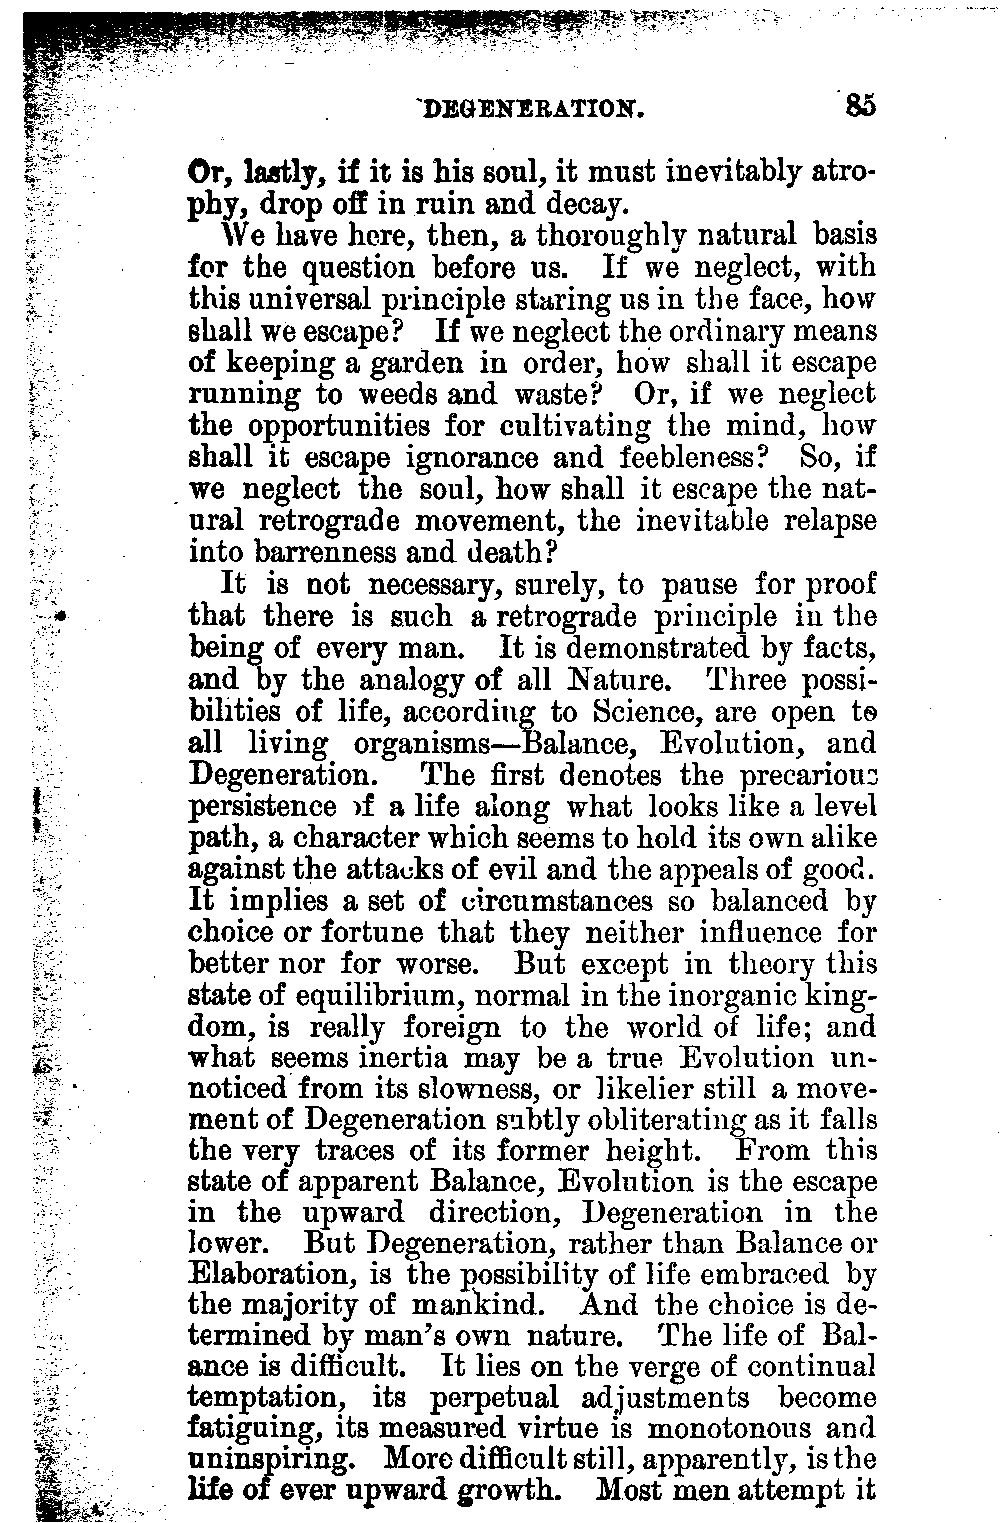 DEGENERATION. 85
Or, lastly, if it is his soul, it must inevitably atro-
phy, drop off in ruin and decay.
We have here, then, a thoroughly natural basis
for the question before us. If we neglect, with
this universal principle staring us in the face, how
shall we escape? If we neglect the ordinary means
of keeping a garden in order, how shall it escape
running to weeds and waste? Or, if we neglect
the opportunities for cultivating the mind, how
shall it escape ignorance and feebleness? So, if
we neglect the soul, how shall it escape the nat-
ural retrograde movement, the inevitable relapse
into barrenness and death?
It is not necessary, surely, to pause for proof
that there is such a retrograde principle in the
being of every man. It is demonstrated by facts,
and by the analogy of all Nature. Three possi-
bilities of life, according to Science, are open to
all living organisms—Balance, Evolution, and
Degeneration. The first denotes the precarious
persistence of a life along what looks like a level
path, a character which seems to hold its own alike
against the attacks of evil and the appeals of good.
It implies a set of circumstances so balanced by
choice or fortune that they neither influence for
better nor for worse. But except in theory this
state of equilibrium, normal in the inorganic king-
dom, is really foreign to the world of life; and
what seems inertia may be a true Evolution un-
noticed from its slowness, or likelier still a move-
ment of Degeneration subtly obliterating as it falls
the very traces of its former height. From this
state of apparent Balance, Evolution is the escape
in the upward direction, Degeneration in the
lower. But Degeneration, rather than Balance or
Elaboration, is the possibility of life embraced by
the majority of mankind. And the choice is de-
termined by man's own nature. The life of Bal-
ance is difficult. It lies on the verge of continual
temptation, its perpetual adjustments become
fatiguing, its measured virtue is monotonous and
uninspiring. More difficult still, apparently, is the
life of ever upward growth. Most men attempt it